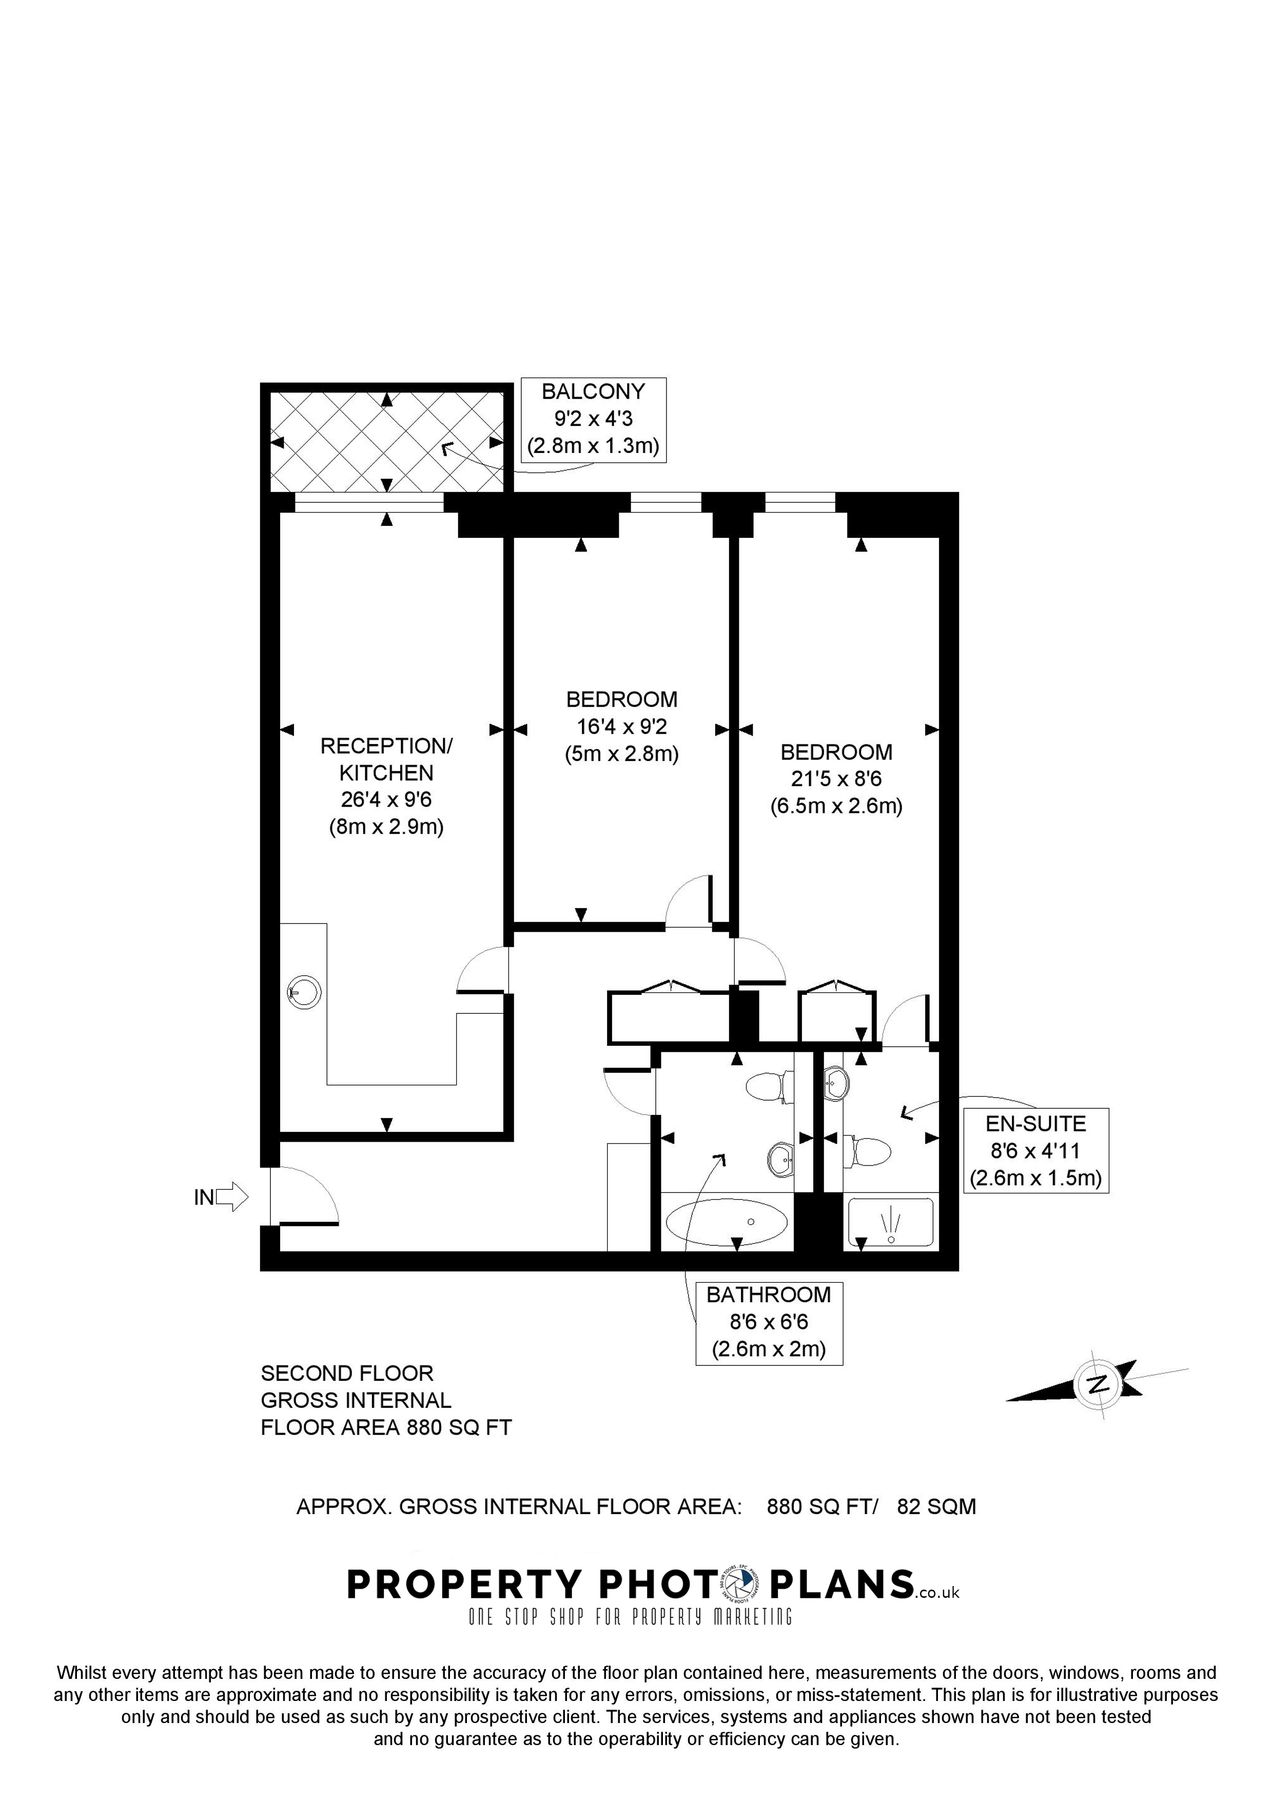 BALCONY
9'2 x 4'3
(2.8m x 1.3m)
BEDROOM
16'4 x 9'2
(5m x 2.8m)
RECEPTION/
KITCHEN
26'4 x 9'6
(8m x 2.9m)
BEDROOM
21'5 x 8'6
(6.5m x 2.6m)
EN-SUITE
8'6 x 4'11
(2.6m x 1.5m)
IN
BATHROOM
8'6 x 6'6
(2.6m x 2m)
SECOND FLOOR
GROSS INTERNAL
FLOOR AREA 880 SQ FT
N
APPROX. GROSS INTERNAL FLOOR AREA: 880 SQ FT/ 82 SQM
PROPERTY PHOTO PLANS.co.uk
ONE STOP SHOP FOR PROPERTY MARKETING
Whilst every attempt has been made to ensure the accuracy of the floor plan contained here, measurements of the doors, windows, rooms and
any other items are approximate and no responsibility is taken for any errors, omissions, or miss-statement. This plan is for illustrative purposes
only and should be used as such by any prospective client. The services, systems and appliances shown have not been tested
and no guarantee as to the operability or efficiency can be given.